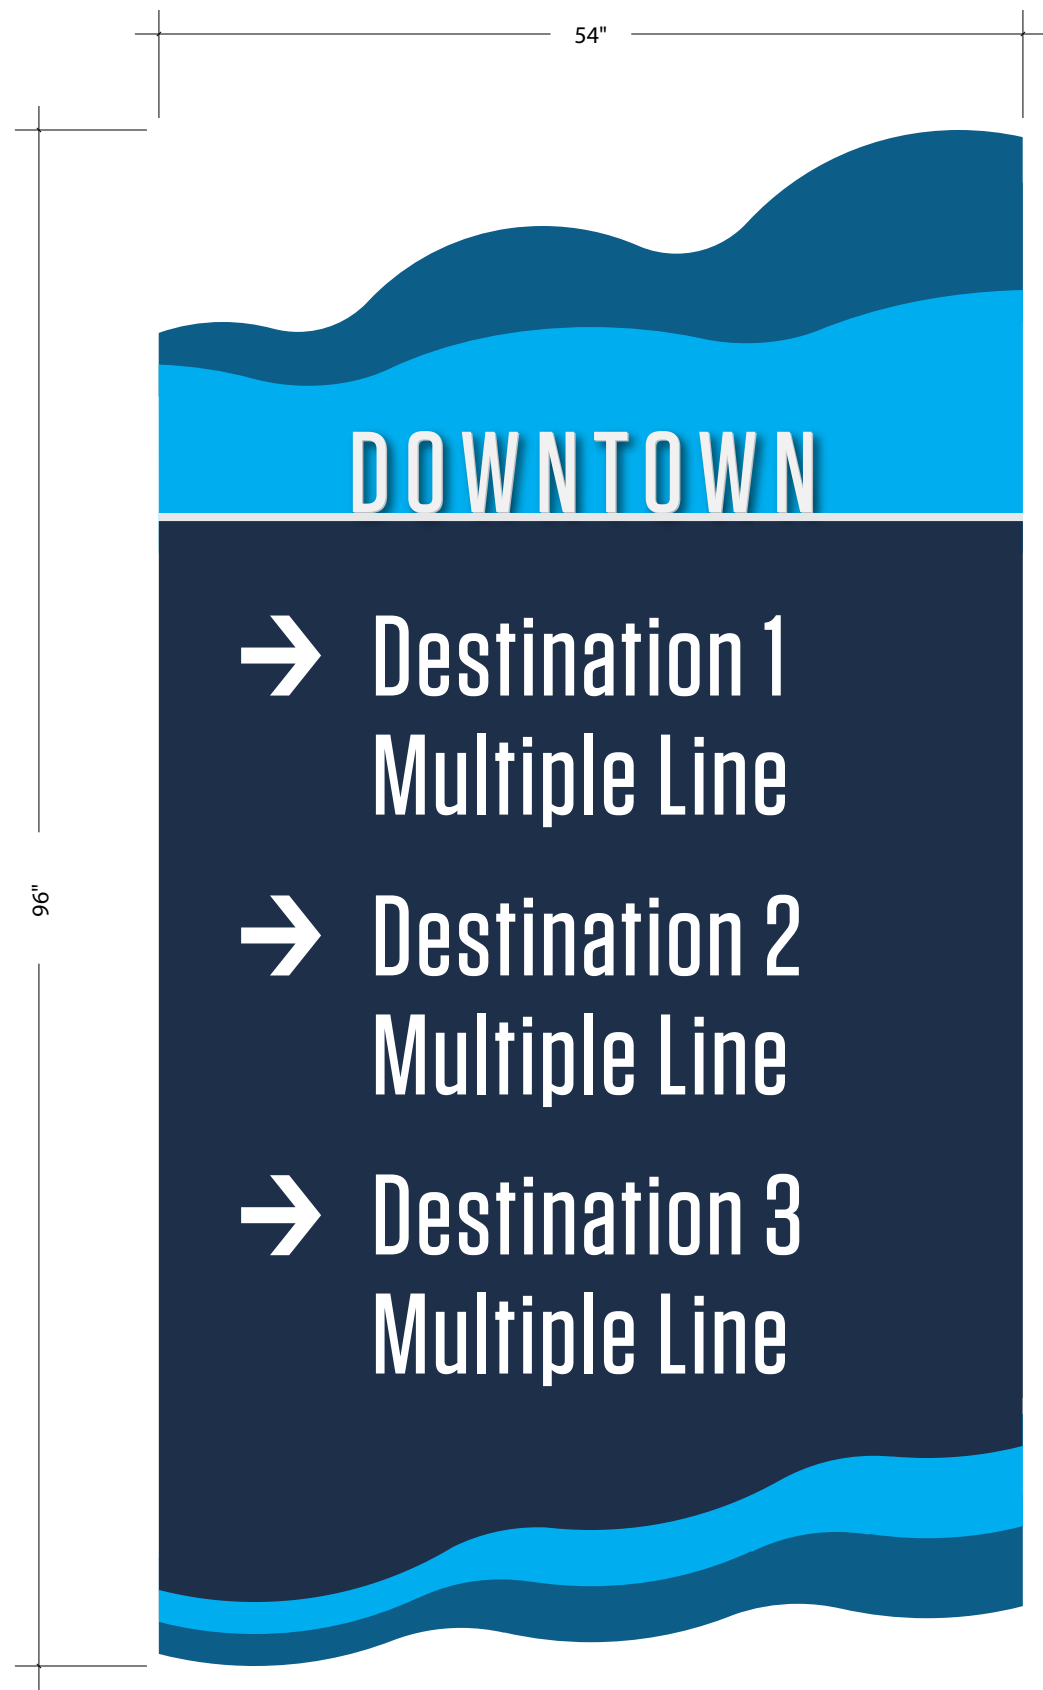 54"
96"
DOWNTOWN
→ Destination 1
Multiple Line
→ Destination 2
Multiple Line
→ Destination 3
Multiple Line